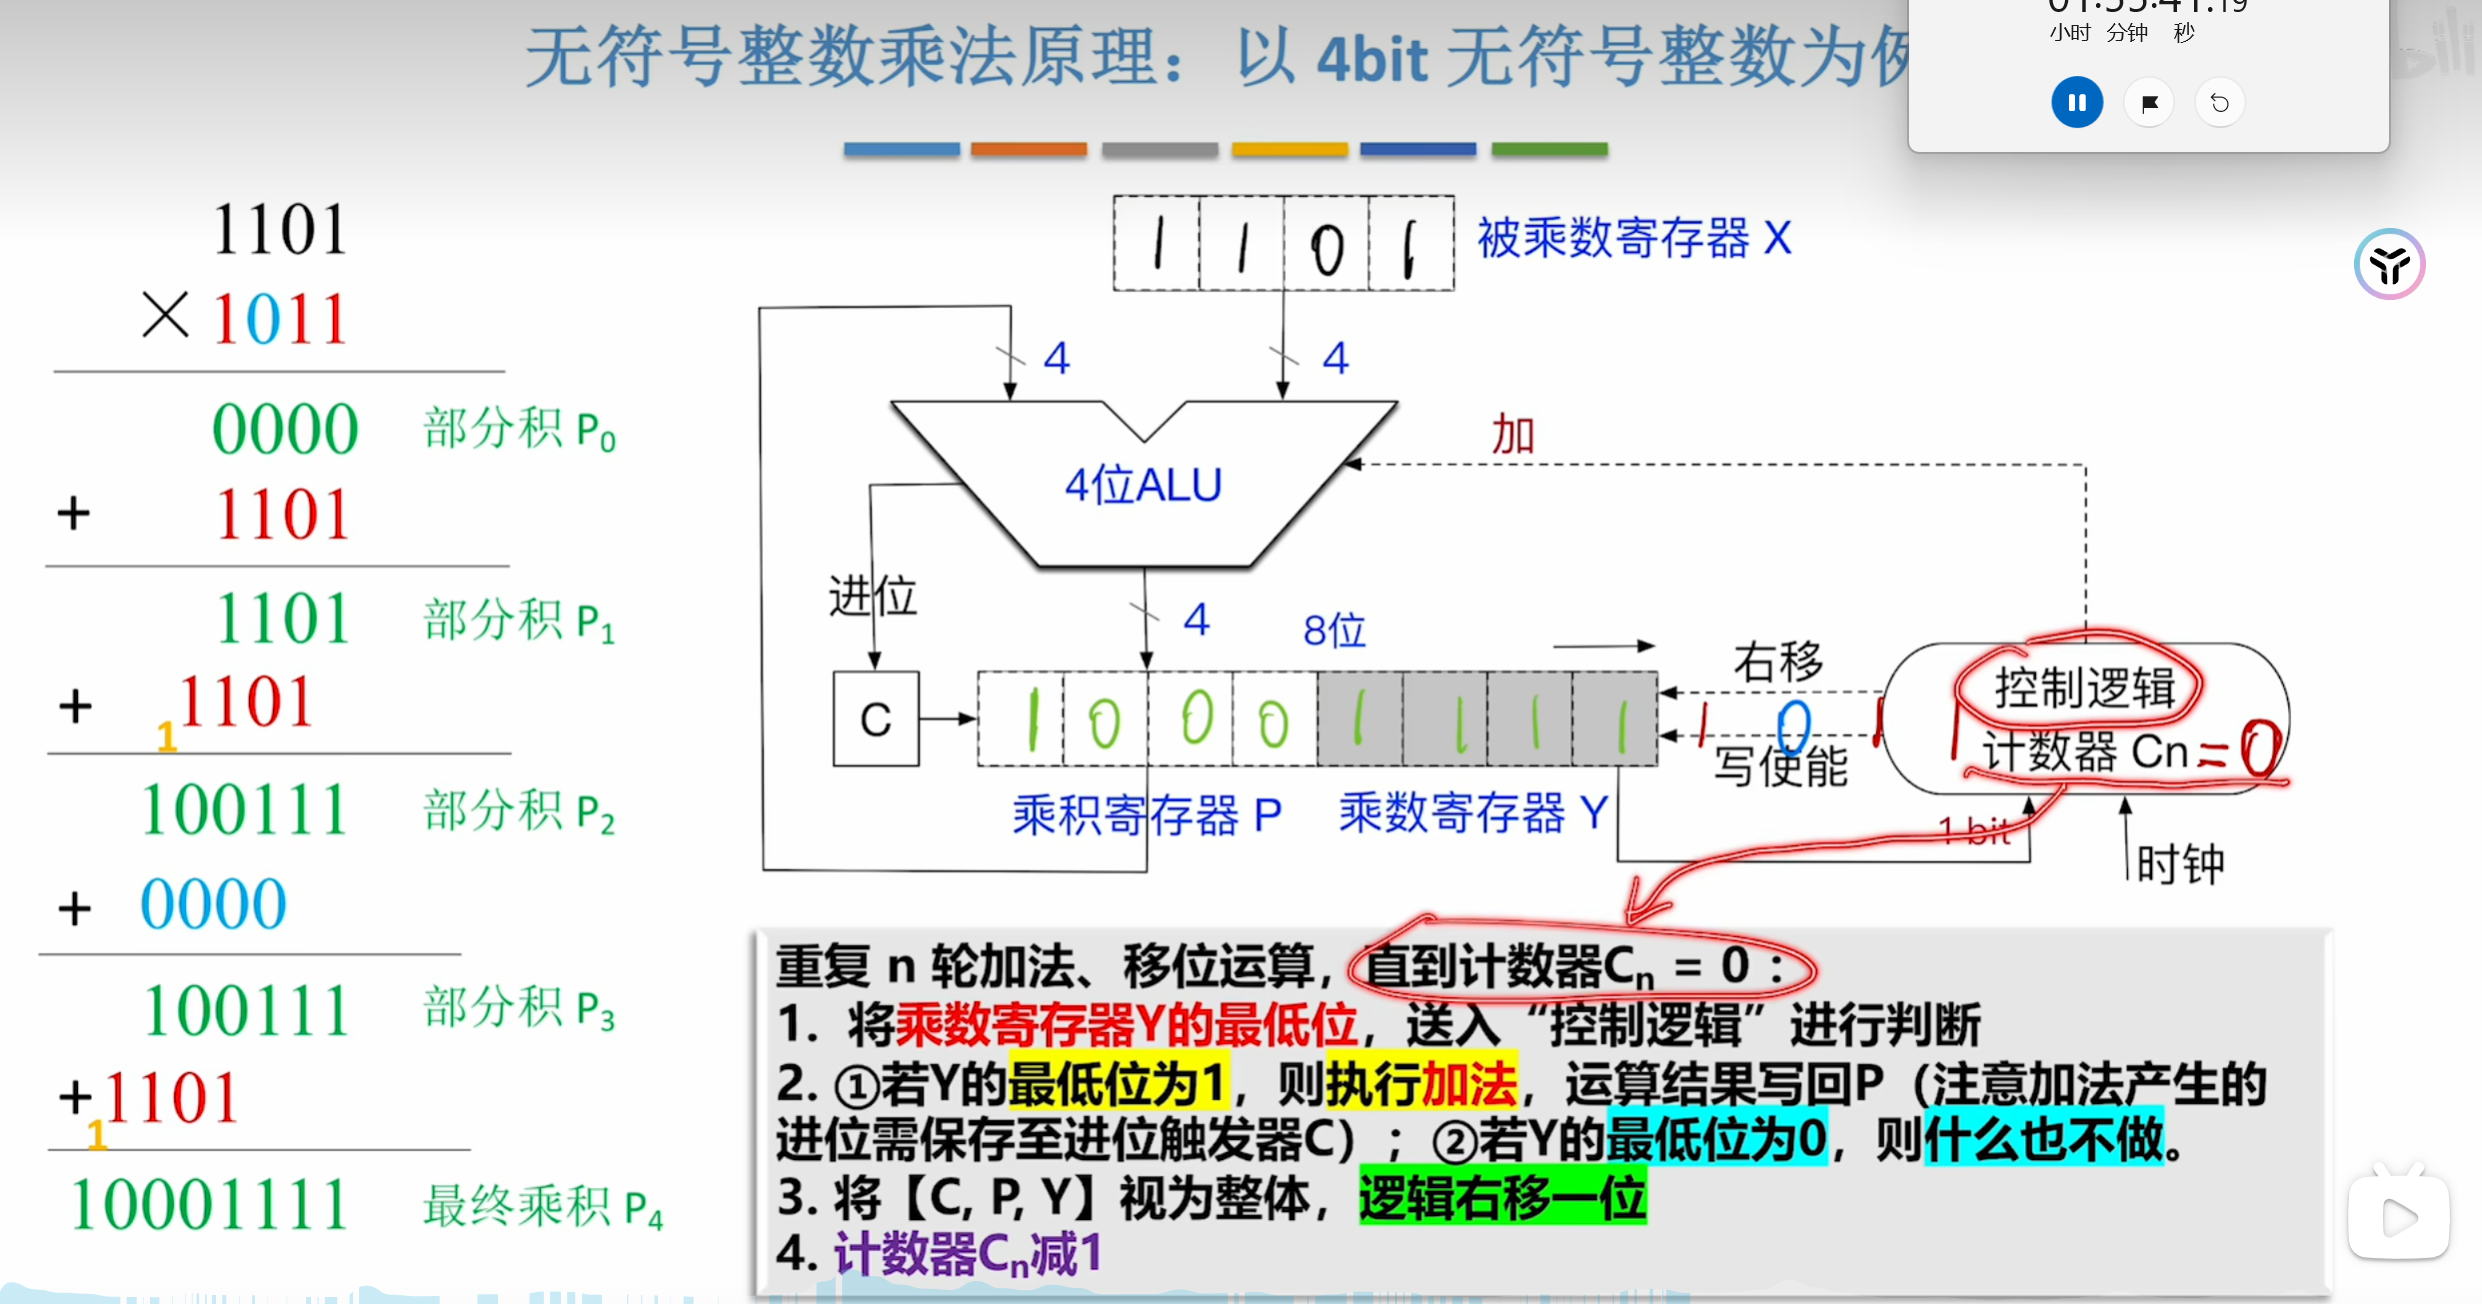 无符号整数乘法原理：以 4bit 无符号整数为例
小时 分钟 秒
1101
×1011
0000 部分积 P₀
+ 1101
1101 部分积 P₁
+ 1101
1
100111 部分积 P₂
+ 0000
100111 部分积 P₃
+1101
1
10001111 最终乘积 P₄
1 1 0 1 被乘数寄存器 X
4 4
加
4位ALU
进位
4 8位
右移
控制逻辑
C 1 0 0 0 1 1 1 1 1 0 1 1
写使能
计数器 Cn = 0
乘积寄存器 P 乘数寄存器 Y
1 bit
时钟
重复 n 轮加法、移位运算，直到计数器Cₙ = 0：
1. 将乘数寄存器Y的最低位，送入“控制逻辑”进行判断
2. ①若Y的最低位为1，则执行加法，运算结果写回P（注意加法产生的
进位需保存至进位触发器C）；②若Y的最低位为0，则什么也不做。
3. 将【C, P, Y】视为整体，逻辑右移一位
4. 计数器Cₙ减1